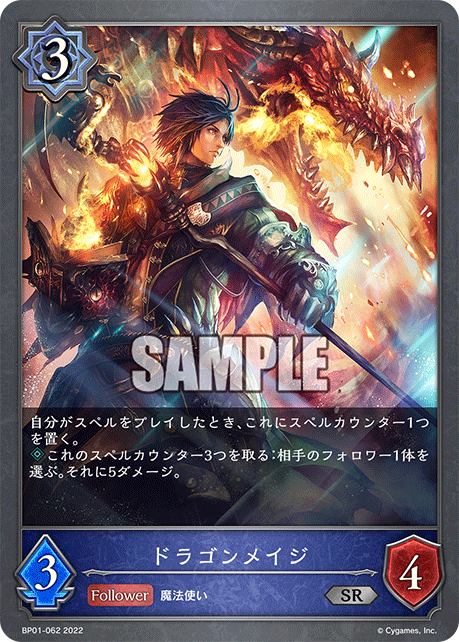 3
SAMPLE
自分がスペルをプレイしたとき、これにスペルカウンター1つ
を置く。
これのスペルカウンター3つを取る：相手のフォロワー1体を
選ぶ。それに5ダメージ。
ドラゴンメイジ
3
Follower 魔法使い
SR
4
BP01-062 2022
© Cygames, Inc.